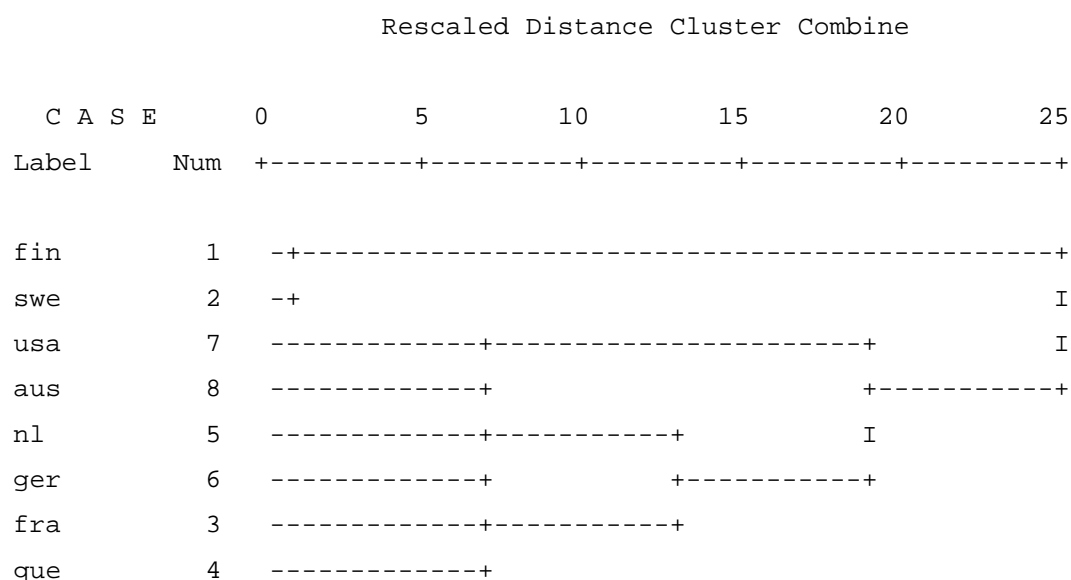 Rescaled Distance Cluster Combine
C A S E 0 5 10 15 20 25
Label Num +---------+---------+---------+---------+---------+
fin 1 -+-----------------------------------------------+
swe 2 -+ I
usa 7 -------------+-----------------------+ I
aus 8 -------------+ +-----------+
nl 5 -------------+-----------+ I
ger 6 -------------+ +-----------+
fra 3 -------------+-----------+
que 4 -------------+